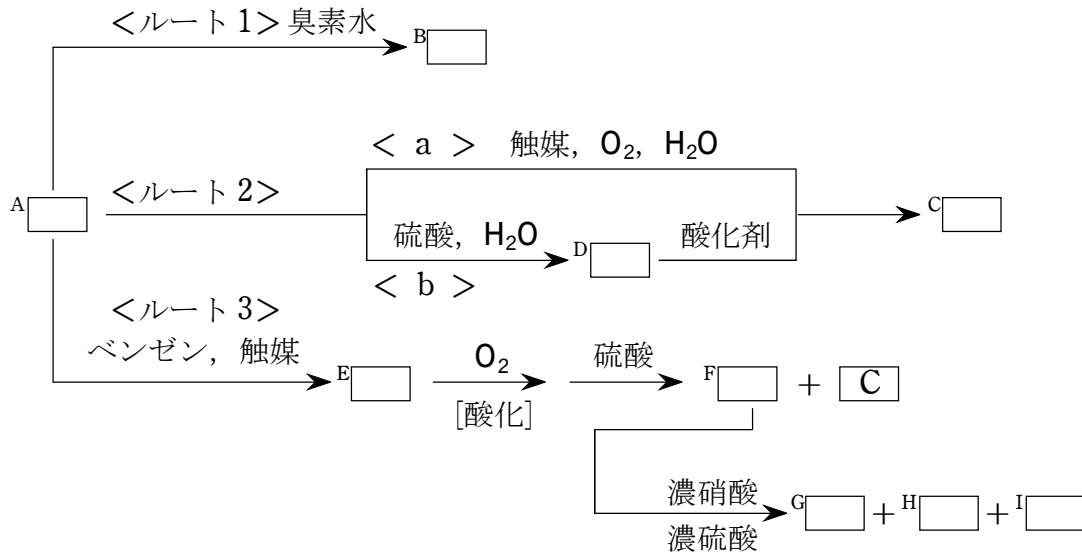 <ルート1> 臭素水
B
< a > 触媒, O₂, H₂O
A
<ルート2>
C
硫酸, H₂O
D
酸化剤
< b >
<ルート3>
ベンゼン, 触媒
E
O₂
[酸化]
硫酸
F
+ C
濃硝酸
濃硫酸
G + H + I